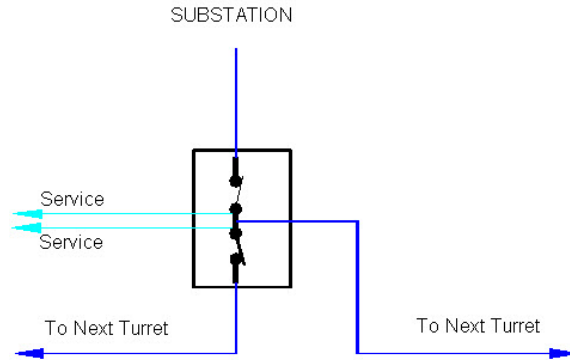 SUBSTATION
Service
Service
To Next Turret
To Next Turret